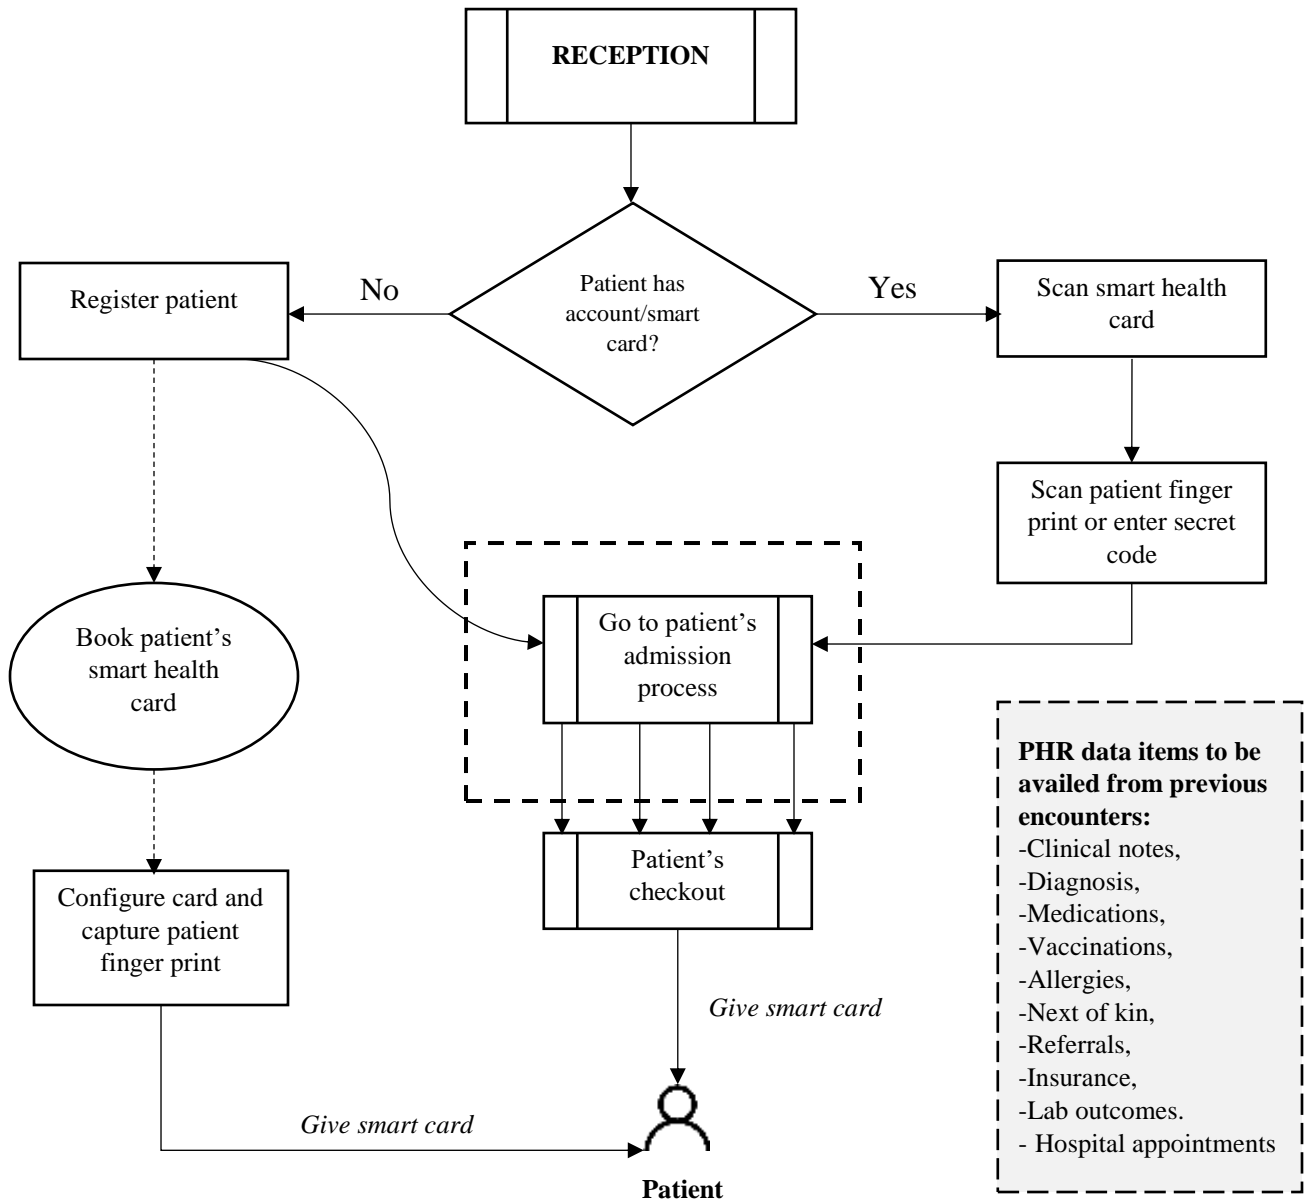 RECEPTION
Patient has
account/smart
card?
No
Yes
Register patient
Scan smart health
card
Scan patient finger
print or enter secret
code
Go to patient’s
admission
process
Book patient’s
smart health
card
Patient’s
checkout
Configure card and
capture patient
finger print
Give smart card
Give smart card
Patient
PHR data items to be
availed from previous
encounters:
-Clinical notes,
-Diagnosis,
-Medications,
-Vaccinations,
-Allergies,
-Next of kin,
-Referrals,
-Insurance,
-Lab outcomes.
- Hospital appointments